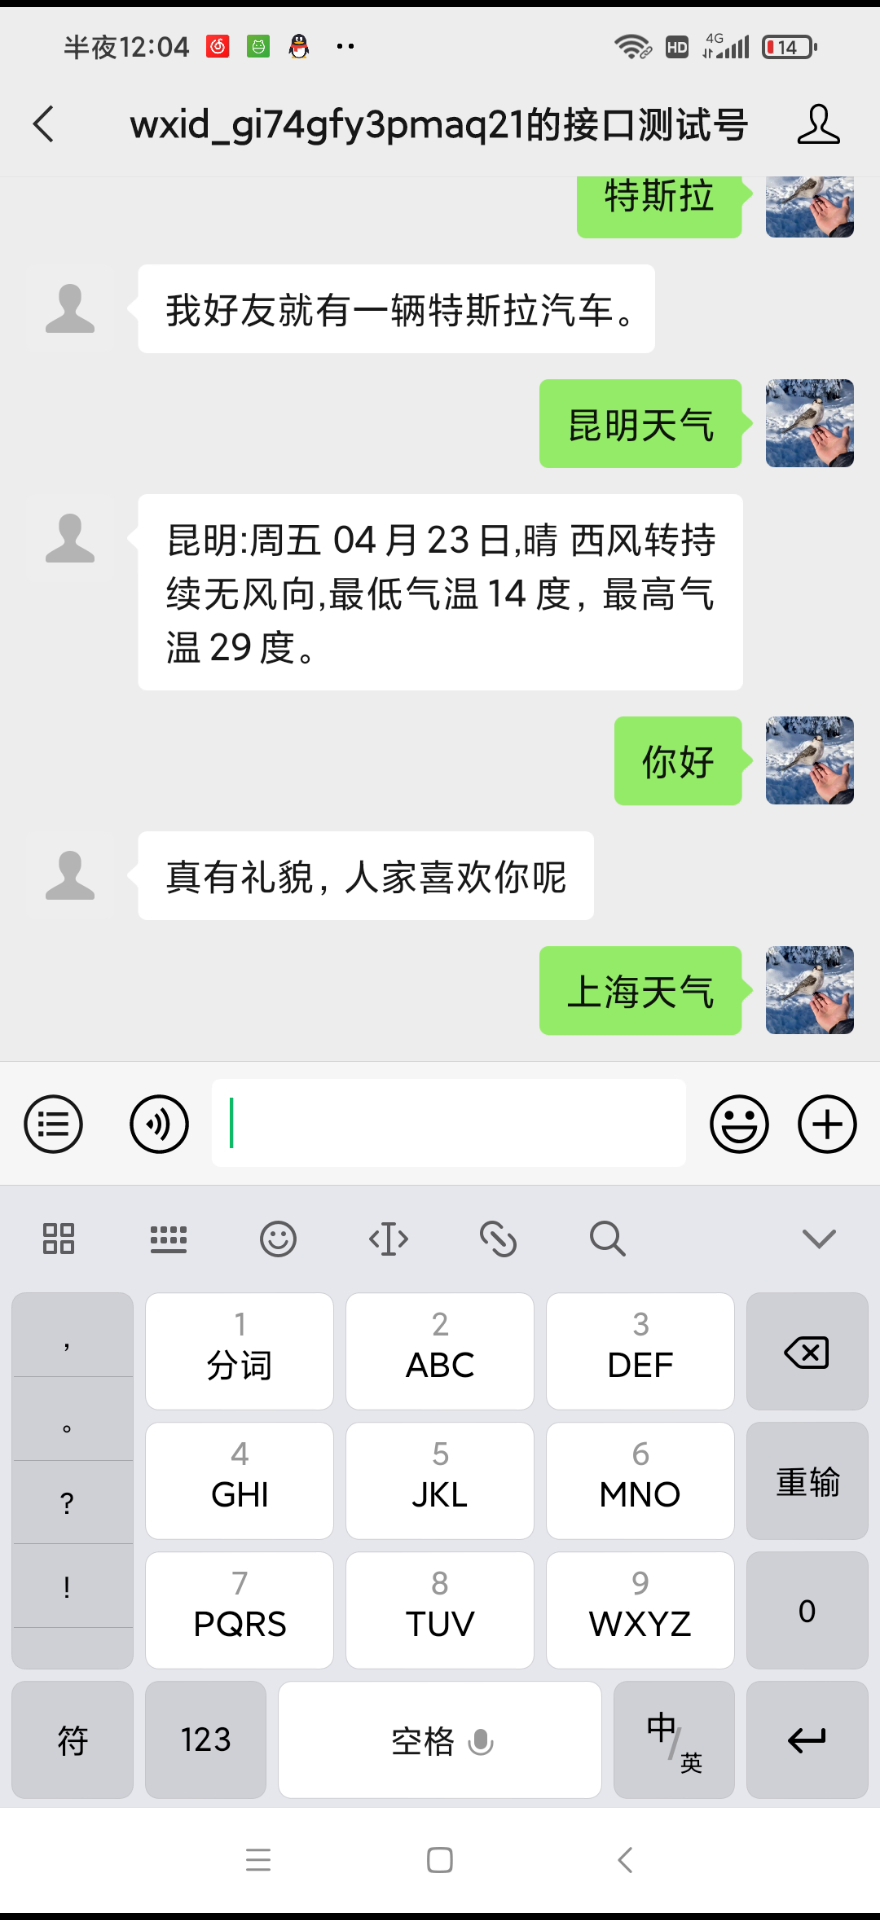 半夜12:04
HD
4G
14
wxid_gi74gfy3pmaq21的接口测试号
特斯拉
我好友就有一辆特斯拉汽车。
昆明天气
昆明:周五 04 月 23 日,晴 西风转持
续无风向,最低气温 14 度，最高气
温 29 度。
你好
真有礼貌，人家喜欢你呢
上海天气
，
1
分词
2
ABC
3
DEF
。
4
GHI
5
JKL
6
MNO
重输
?
!
7
PQRS
8
TUV
9
WXYZ
0
符
123
空格
中/英